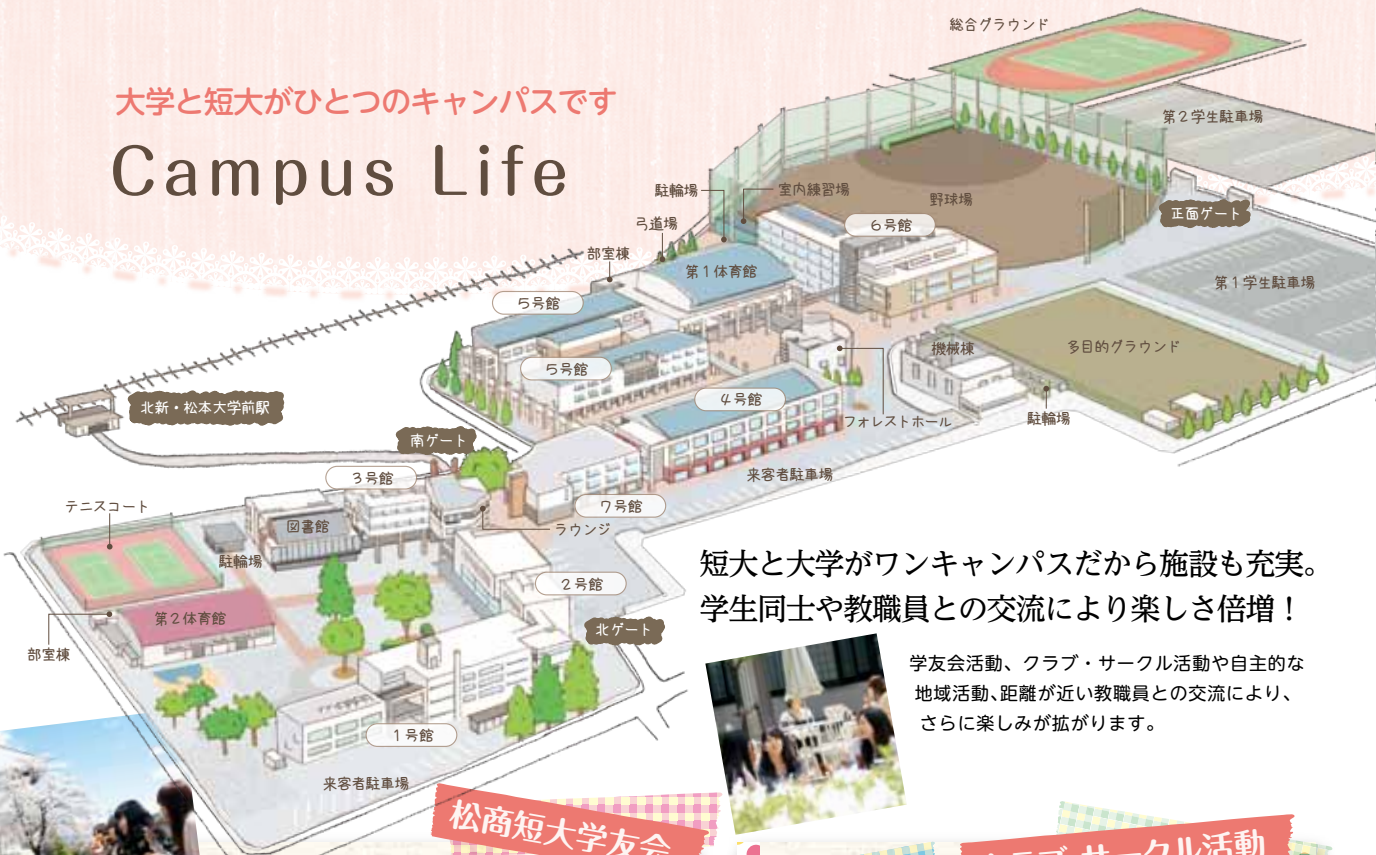 大学と短大がひとつのキャンパスです
Campus Life
総合グラウンド
第2学生駐車場
駐輪場
室内練習場
野球場
正面ゲート
弓道場
6号館
部室棟
第1体育館
第1学生駐車場
5号館
機械棟
多目的グラウンド
5号館
4号館
北新・松本大学前駅
フォレストホール
駐輪場
南ゲート
来客者駐車場
3号館
テニスコート
7号館
図書館
ラウンジ
駐輪場
2号館
第2体育館
北ゲート
部室棟
1号館
来客者駐車場
短大と大学がワンキャンパスだから施設も充実。
学生同士や教職員との交流により楽しさ倍増！
学友会活動、クラブ・サークル活動や自主的な
地域活動、距離が近い教職員との交流により、
さらに楽しみが拡がります。
松商短大学友会
クラブ・サークル活動